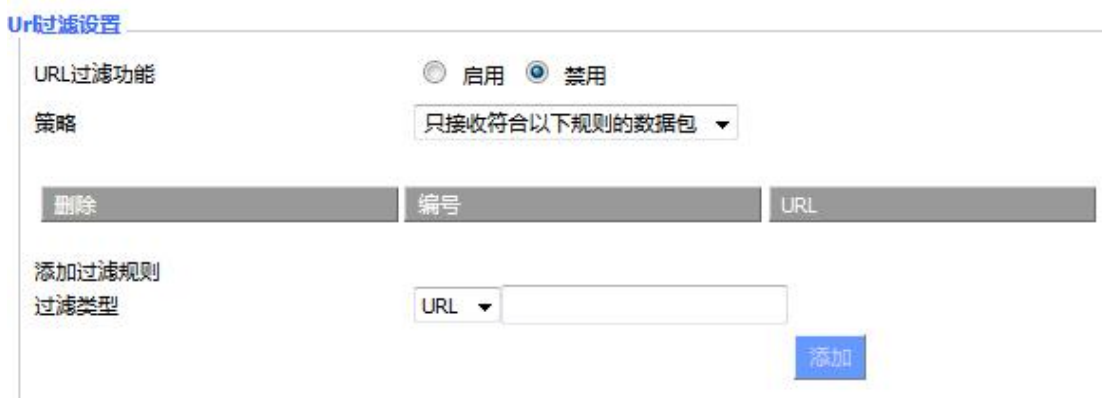 Url过滤设置
URL过滤功能 启用 禁用
策略 只接收符合以下规则的数据包
删除 编号 URL
添加过滤规则
过滤类型 URL
添加